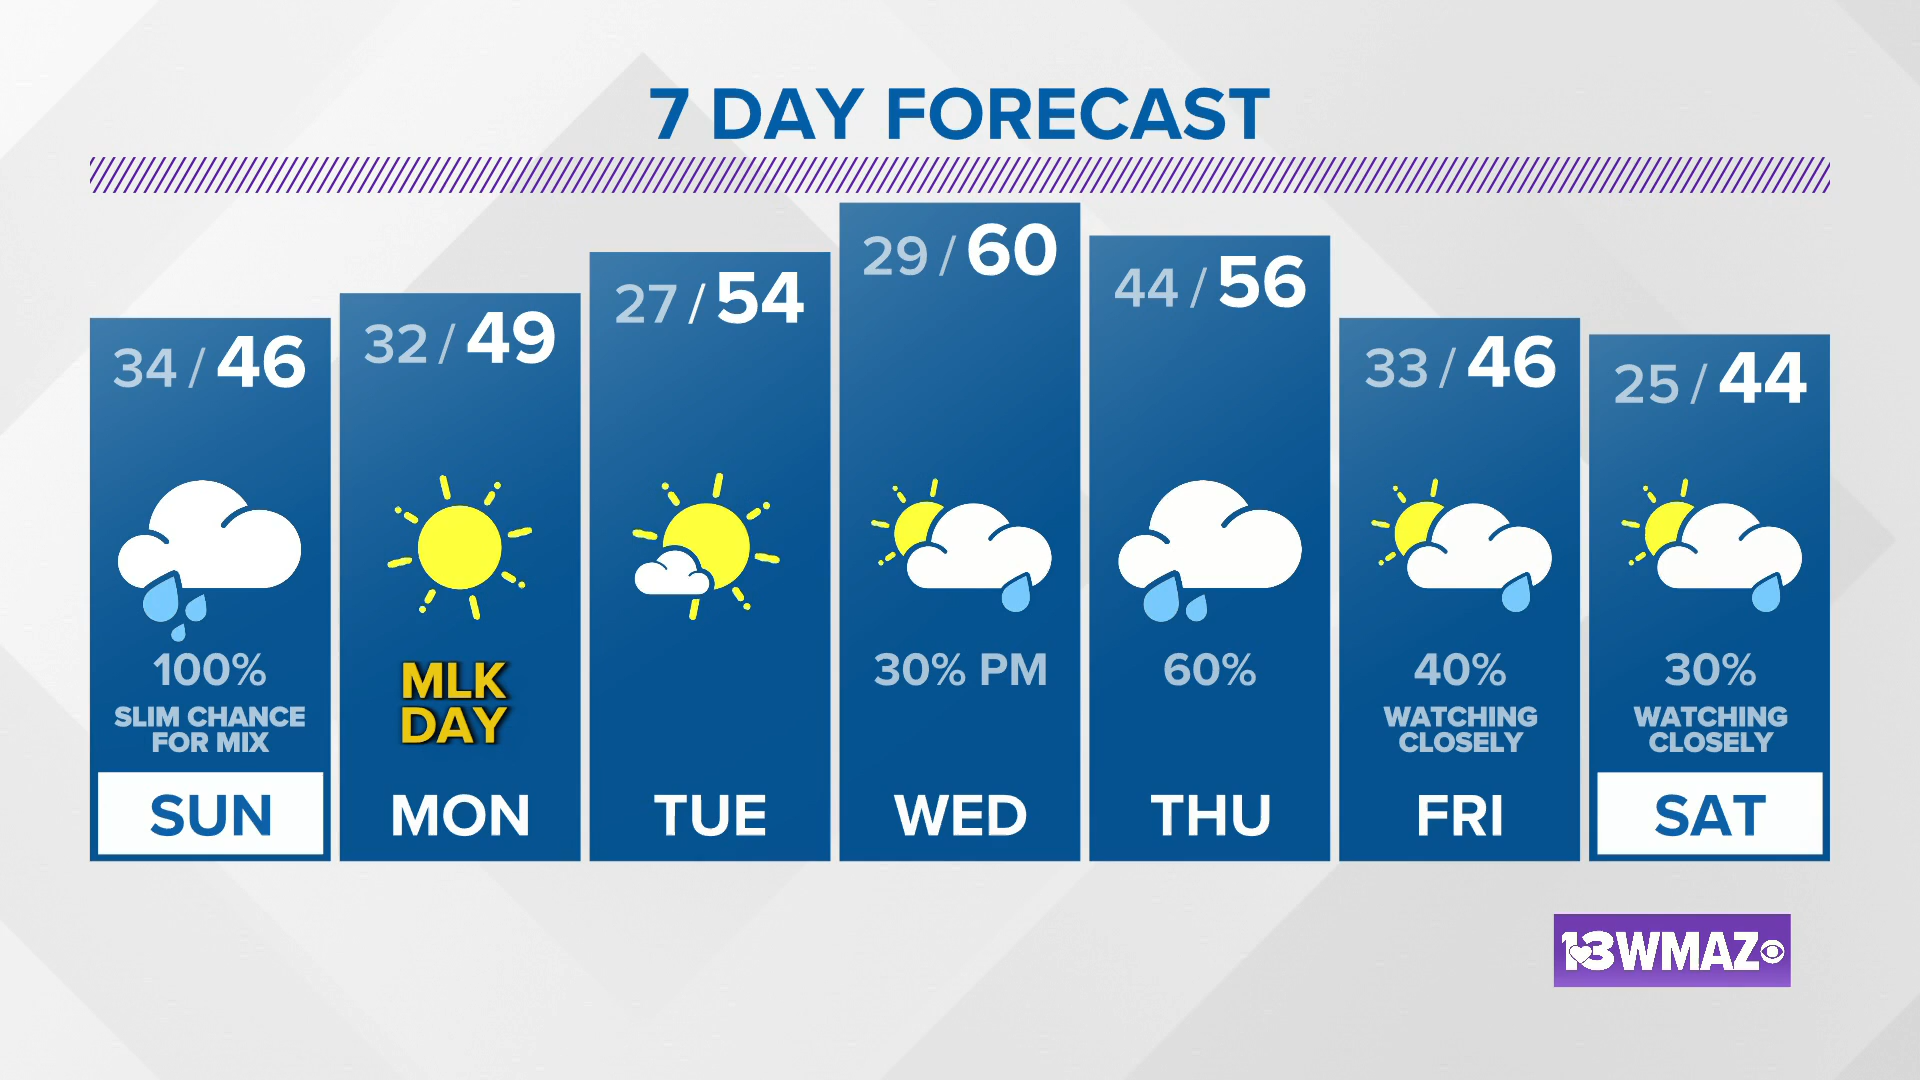 7 DAY FORECAST
34 / 46
100%
SLIM CHANCE
FOR MIX
SUN
32 / 49
MLK
DAY
MON
27 / 54
TUE
29 / 60
30% PM
WED
44 / 56
60%
THU
33 / 46
40%
WATCHING
CLOSELY
FRI
25 / 44
30%
WATCHING
CLOSELY
SAT
13WMAZ